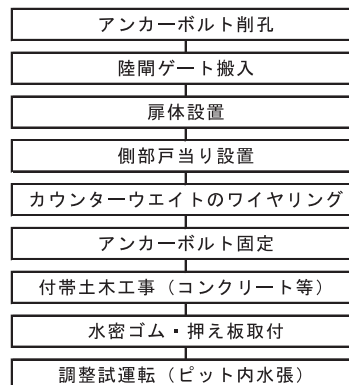 アンカーボルト削孔
陸閘ゲート搬入
扉体設置
側部戸当り設置
カウンターウエイトのワイヤリング
アンカーボルト固定
付帯土木工事（コンクリート等）
水密ゴム・押え板取付
調整試運転（ピット内水張）